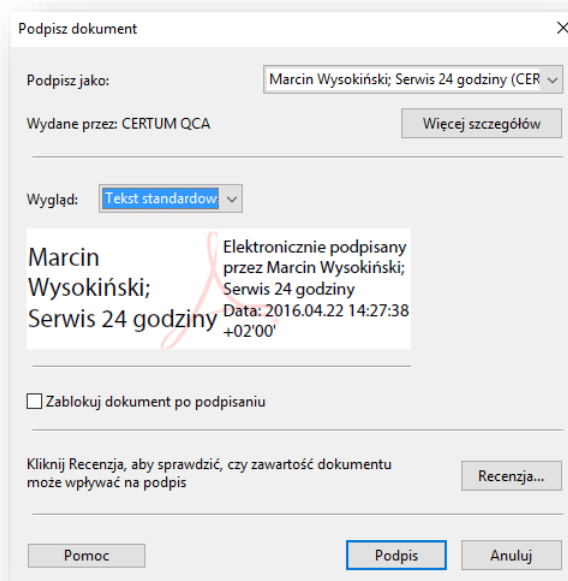 Podpisz dokument
Podpisz jako: Marcin Wysokiński; Serwis 24 godziny (CER
Wydane przez: CERTUM QCA Więcej szczegółów
Wygląd: Tekst standardow
Marcin
Wysokiński;
Serwis 24 godziny
Elektronicznie podpisany
przez Marcin Wysokiński;
Serwis 24 godziny
Data: 2016.04.22 14:27:38
+02'00'
Zablokuj dokument po podpisaniu
Kliknij Recenzja, aby sprawdzić, czy zawartość dokumentu
może wpływać na podpis
Recenzja...
Pomoc Podpis Anuluj